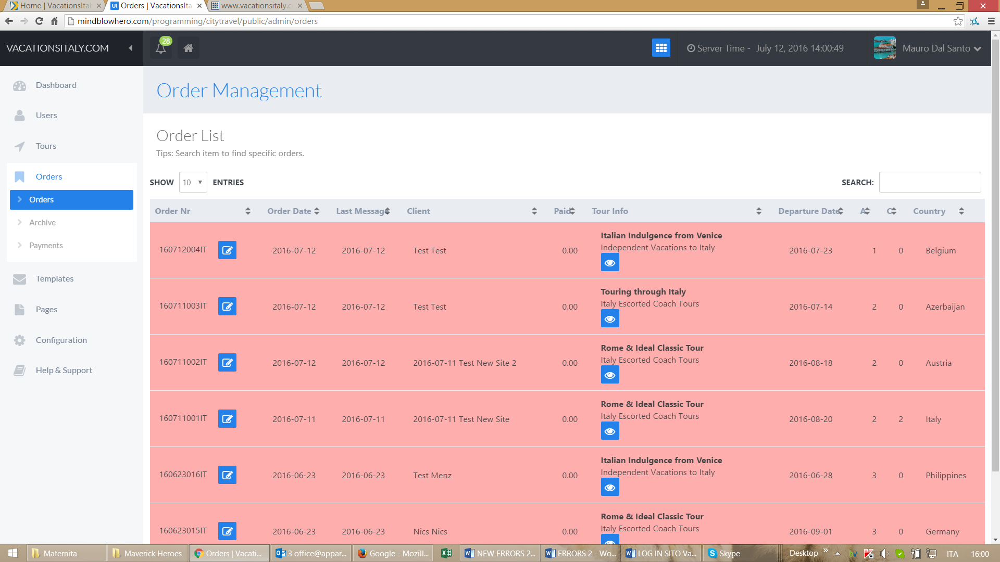 Home | VacationsIta
Orders | VacationsIta
www.vacationsitaly.c
mindblowhero.com/programming/citytravel/public/admin/orders
VACATIONSITALY.COM
28
Server Time - July 12, 2016 14:00:49
Mauro Dal Santo
Dashboard
Users
Tours
Orders
Orders
Archive
Payments
Templates
Pages
Configuration
Help & Support
Order Management
Order List
Tips: Search item to find specific orders.
SHOW 10 ENTRIES
SEARCH:
Order Nr Order Date Last Message Client Paid Tour Info Departure Date A C Country
160712004IT 2016-07-12 2016-07-12 Test Test 0.00 Italian Indulgence from Venice 2016-07-23 1 0 Belgium
Independent Vacations to Italy
160711003IT 2016-07-12 2016-07-12 Test Test 0.00 Touring through Italy 2016-07-14 2 0 Azerbaijan
Italy Escorted Coach Tours
160711002IT 2016-07-12 2016-07-12 2016-07-11 Test New Site 2 0.00 Rome & Ideal Classic Tour 2016-08-18 2 0 Austria
Italy Escorted Coach Tours
160711001IT 2016-07-11 2016-07-11 2016-07-11 Test New Site 0.00 Rome & Ideal Classic Tour 2016-08-20 2 2 Italy
Italy Escorted Coach Tours
160623016IT 2016-06-23 2016-06-23 Test Menz 0.00 Italian Indulgence from Venice 2016-06-28 3 0 Philippines
Independent Vacations to Italy
160623015IT 2016-06-23 2016-06-23 Nics Nics 0.00 Rome & Ideal Classic Tour 2016-09-01 3 0 Germany
Italy Escorted Coach Tours
Maternita
Maverick Heroes
Orders | Vacati...
3 office@appar...
Google - Mozill...
NEW ERRORS 2...
ERRORS 2 - Wo...
LOG IN SITO Va...
Skype
Desktop
ITA
16:00